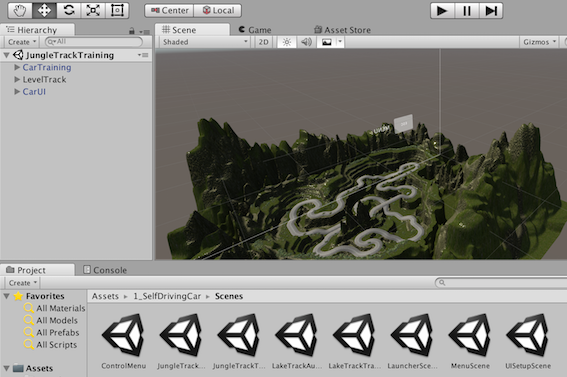 Center Local
Hierarchy Scene Game Asset Store
Create All Shaded 2D Gizmos
JungleTrackTraining
CarTraining
LevelTrack
CarUI
Project Console
Create
Favorites Assets 1_SelfDrivingCar Scenes
All Materials
All Models
All Prefabs
All Scripts
ControlMenu JungleTrack... JungleTrackT... LakeTrackAu... LakeTrackTra... LauncherSce... MenuScene UISetupScene
Assets